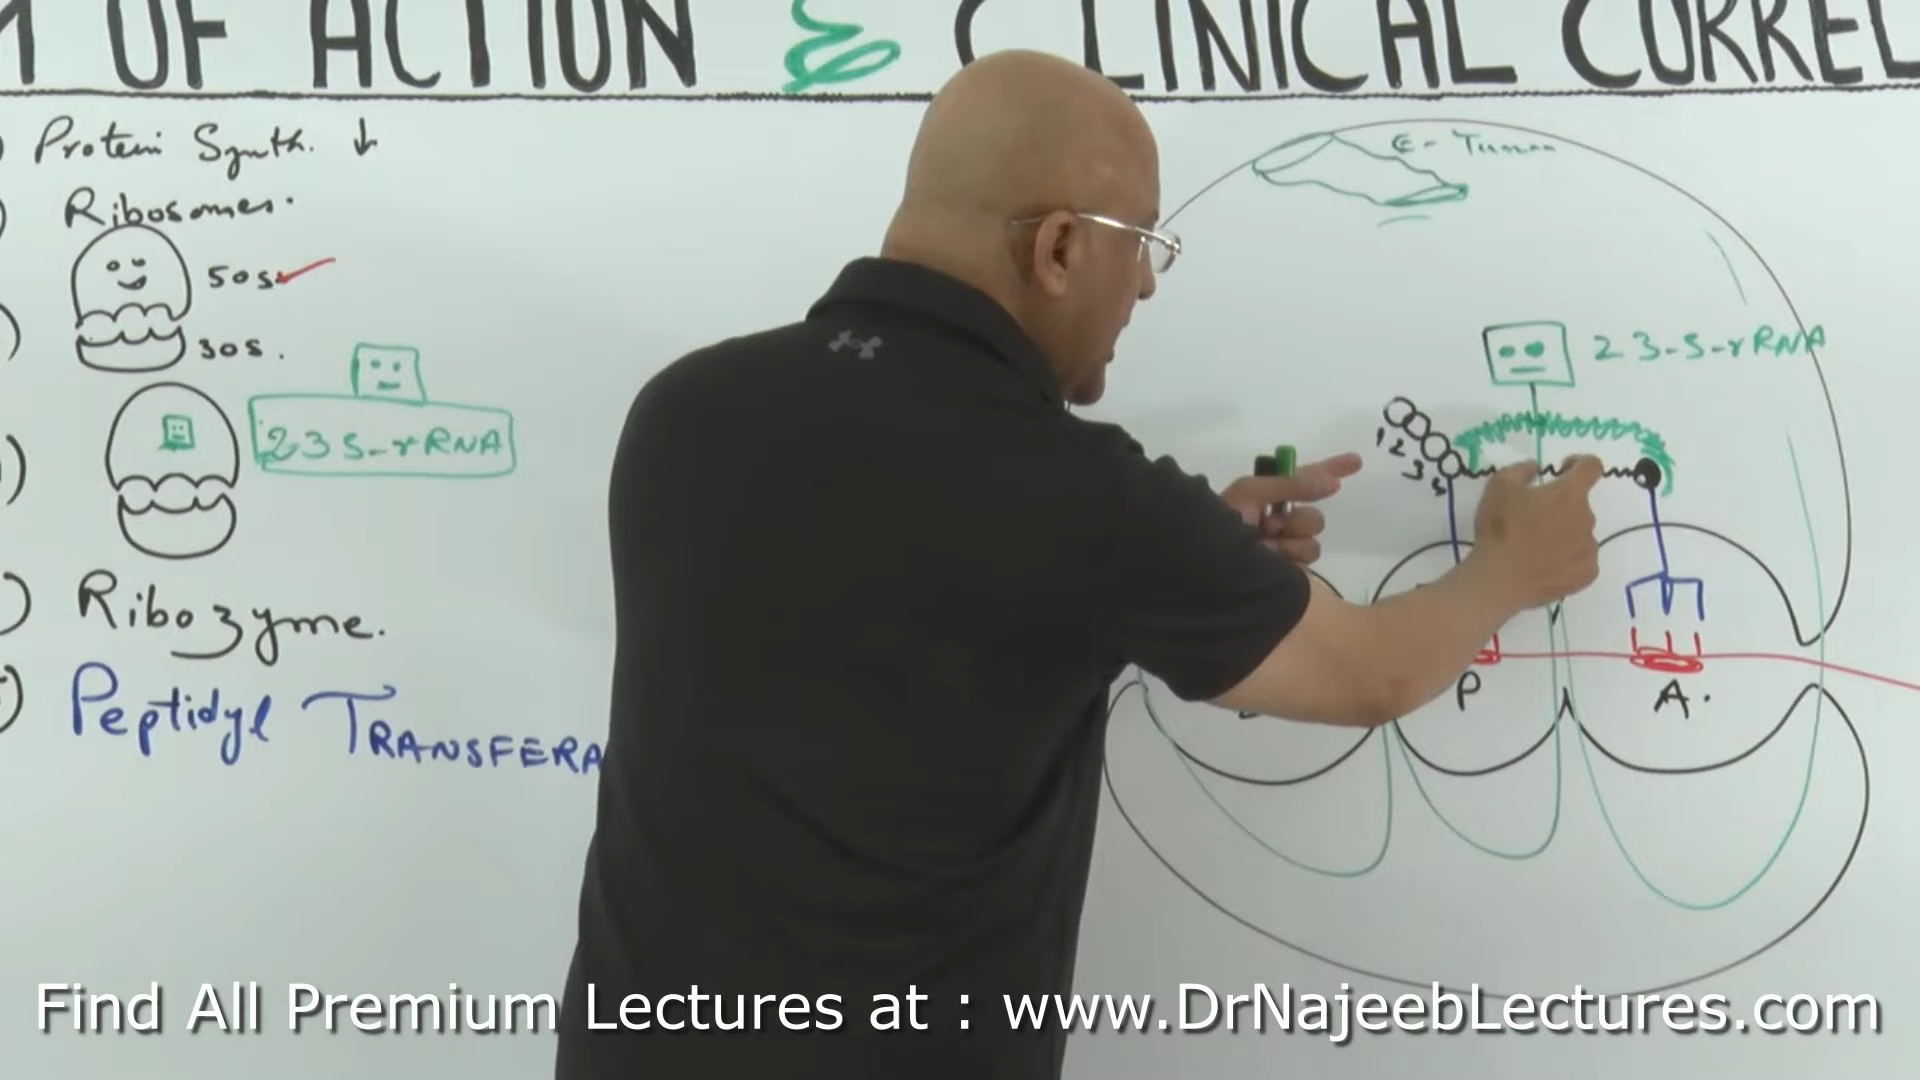 OF ACTION & CLINICAL CORREL
Protein Synth. ↓
Ribosomes.
50s
30s.
23s-rRNA
Ribozyme.
Peptidyl TRANSFERA
23-S-rRNA
1
2
3
P
A.
Find All Premium Lectures at : www.DrNajeebLectures.com